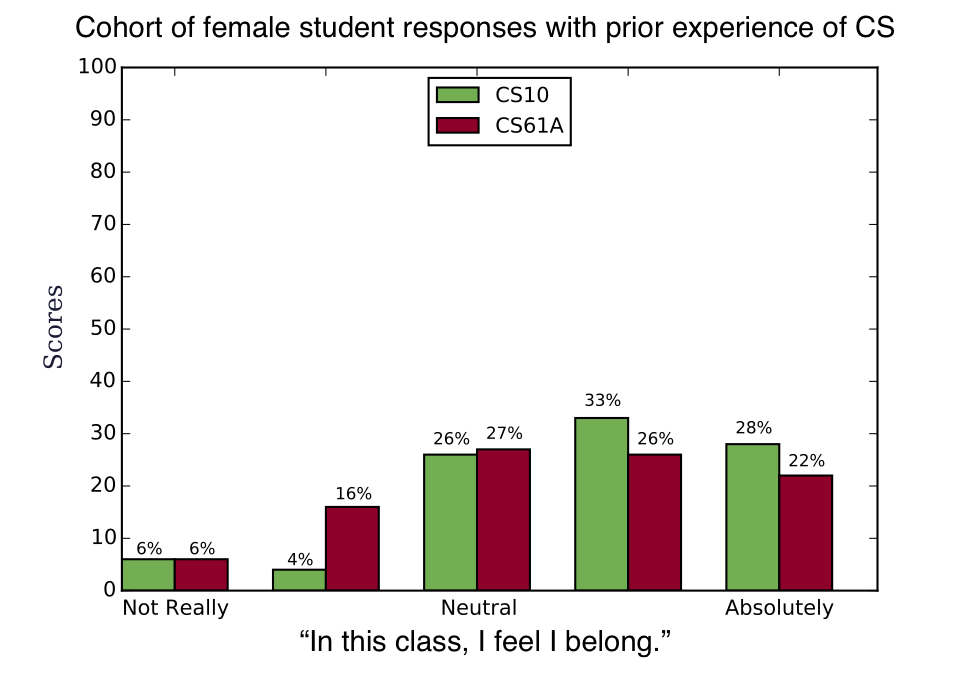 Cohort of female student responses with prior experience of CS
100
90
80
70
60
50
40
30
20
10
0
Scores
CS10
CS61A
6%
6%
4%
16%
26%
27%
33%
26%
28%
22%
Not Really
Neutral
Absolutely
“In this class, I feel I belong.”